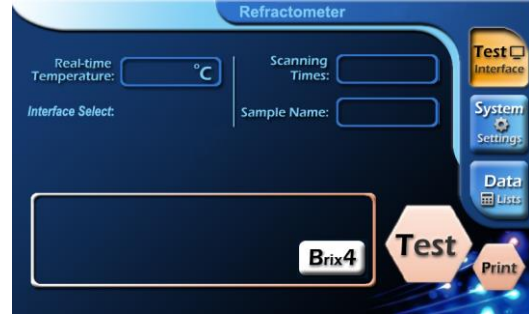 Refractometer
Real-time
Temperature:
°C
Scanning
Times:
Interface Select:
Sample Name:
Test
Interface
System
Settings
Data
Lists
Brix4
Test
Print